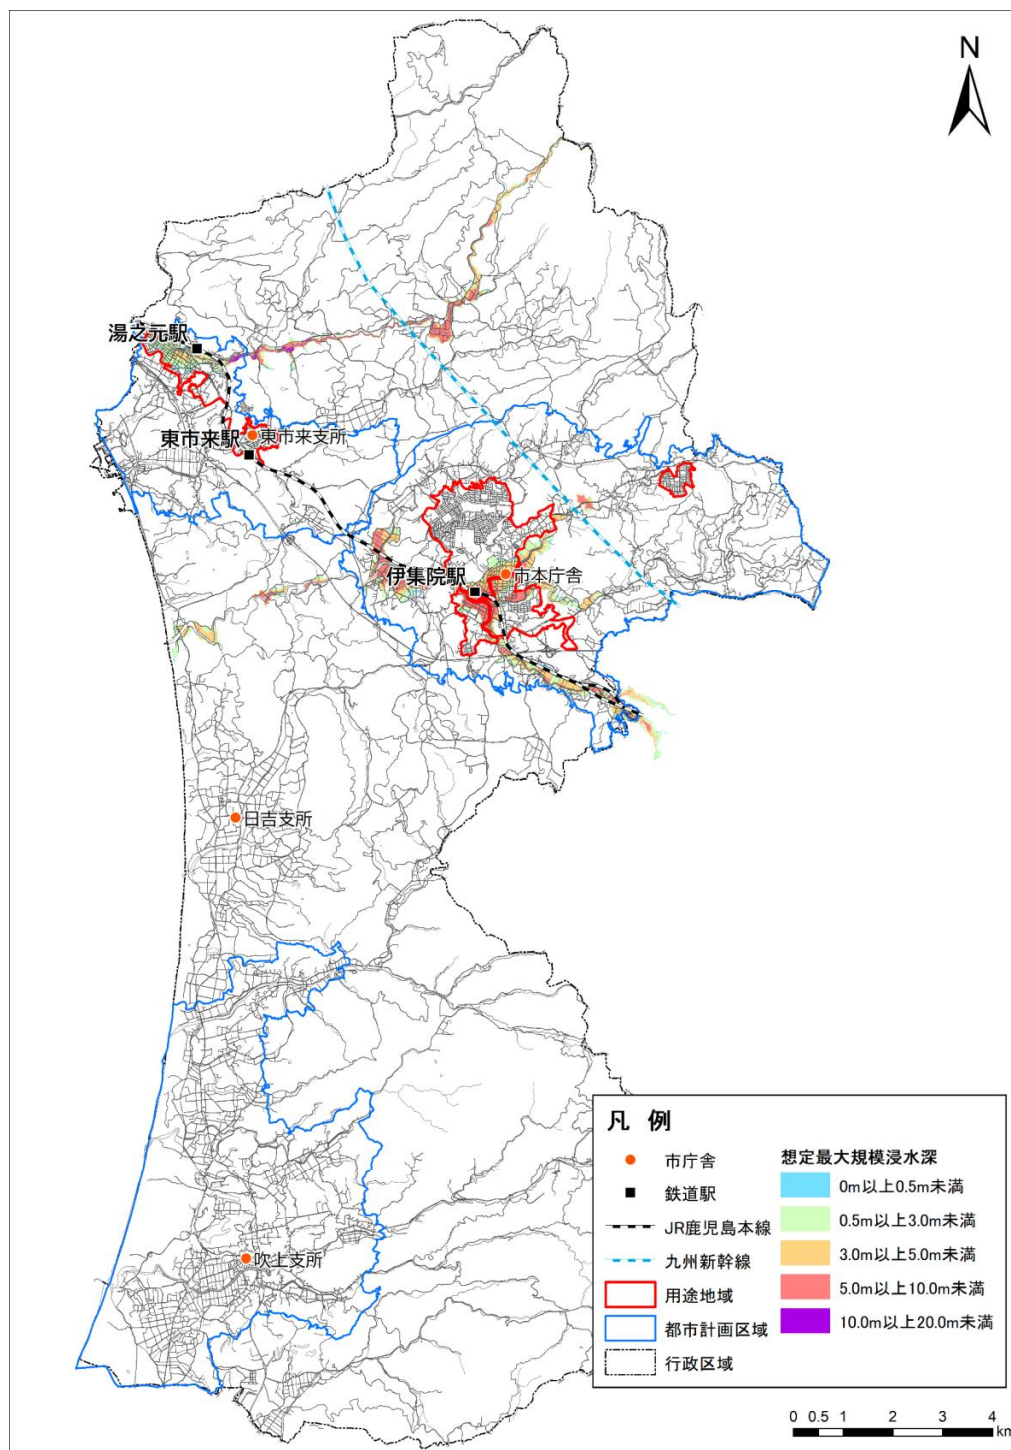 N
湯之元駅
東市来駅
東市来支所
伊集院駅
市本庁舎
日吉支所
吹上支所
凡 例
市庁舎
鉄道駅
JR鹿児島本線
九州新幹線
用途地域
都市計画区域
行政区域
想定最大規模浸水深
0m以上0.5m未満
0.5m以上3.0m未満
3.0m以上5.0m未満
5.0m以上10.0m未満
10.0m以上20.0m未満
0 0.5 1 2 3 4
km